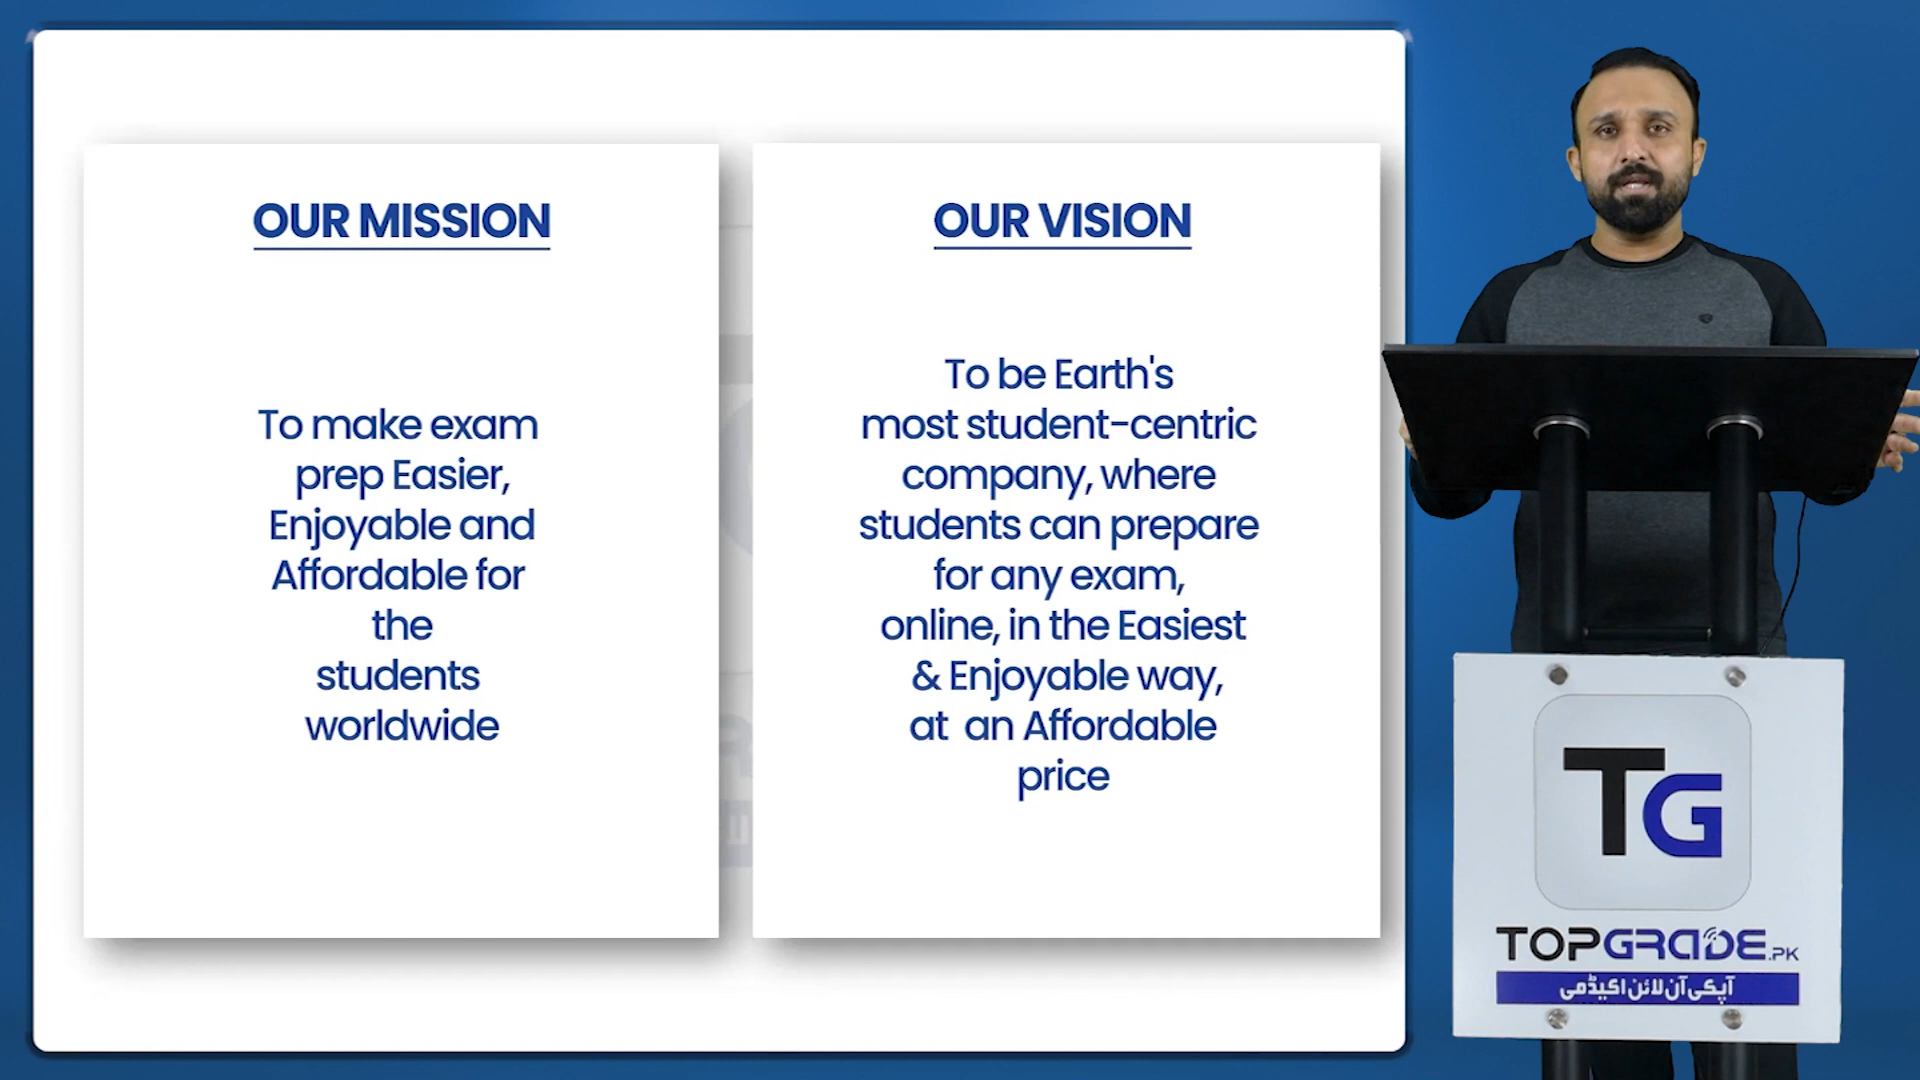 OUR MISSION
To make exam
prep Easier,
Enjoyable and
Affordable for
the
students
worldwide
OUR VISION
To be Earth's
most student-centric
company, where
students can prepare
for any exam,
online, in the Easiest
& Enjoyable way,
at an Affordable
price
TG
TOPGRADE.PK
آپکی آن لائن اکیڈمی